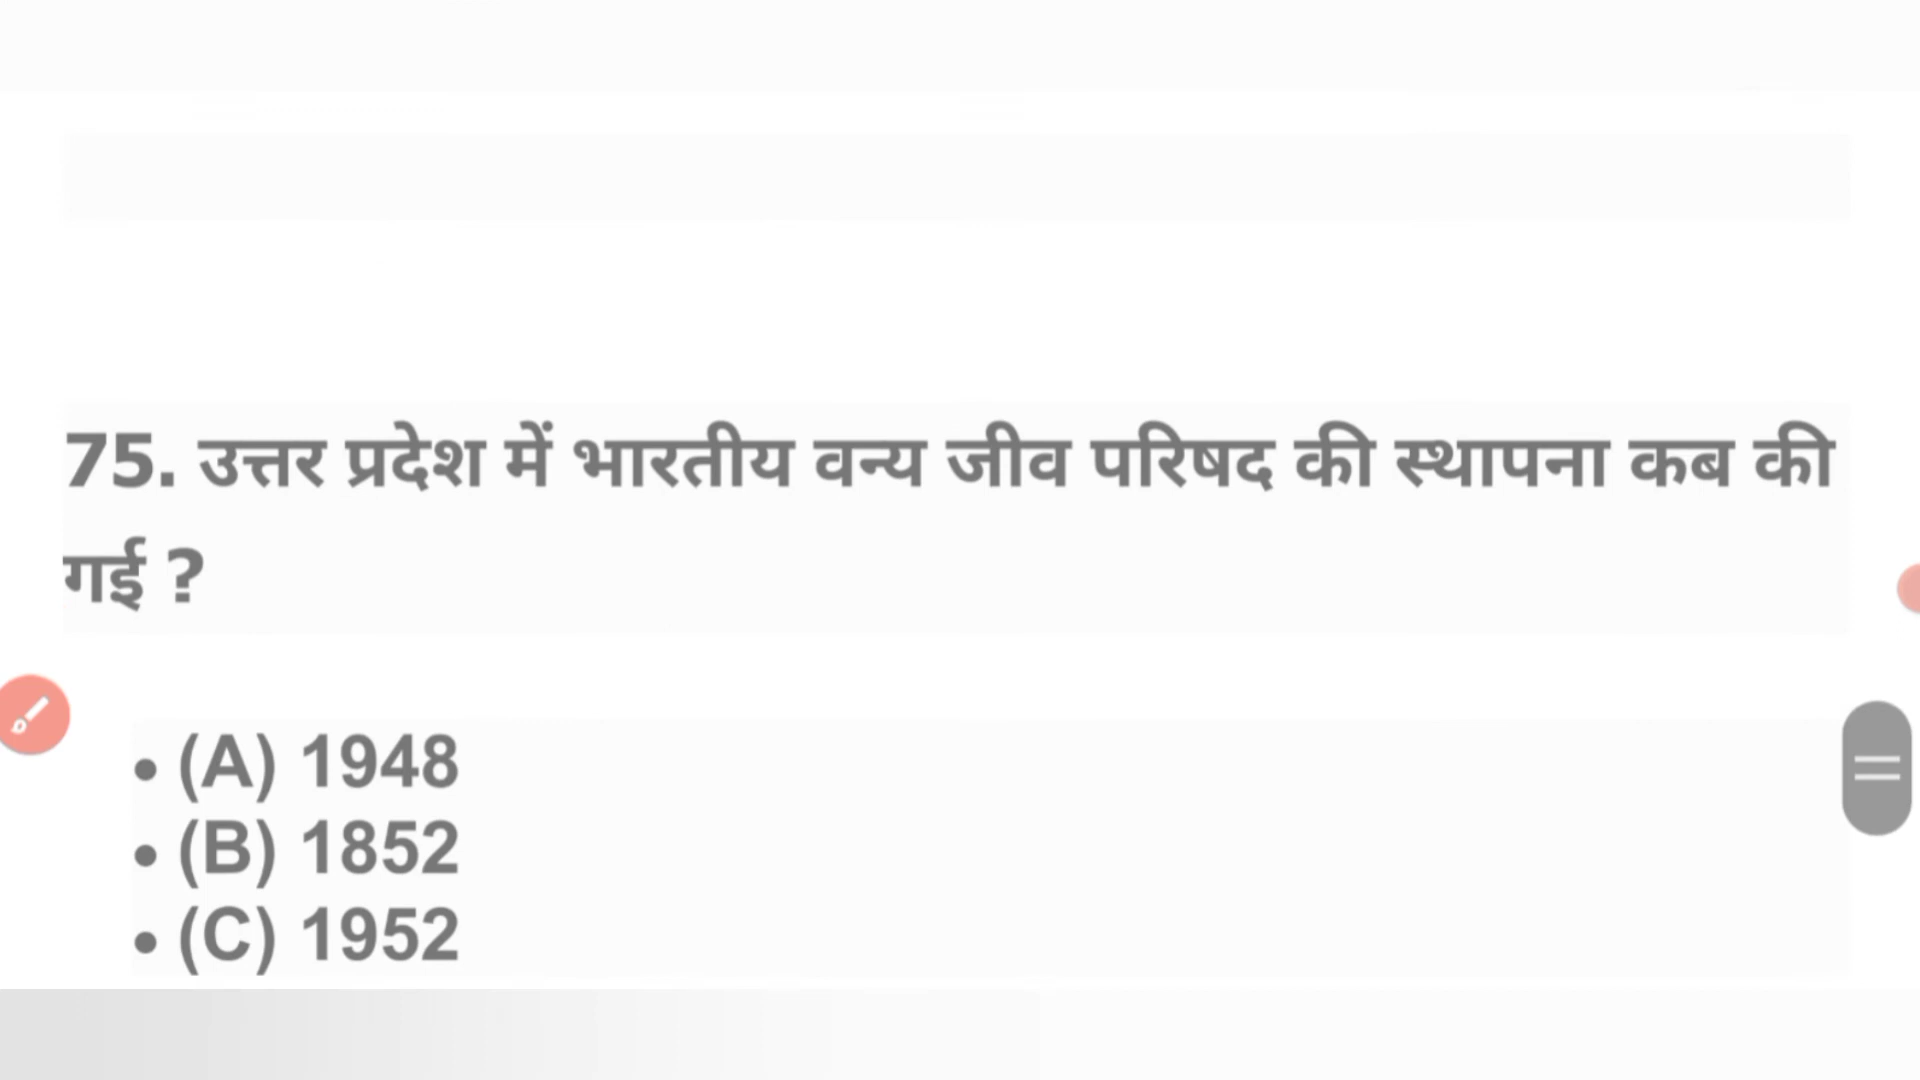 75. उत्तर प्रदेश में भारतीय वन्य जीव परिषद की स्थापना कब की
गई ?
• (A) 1948
• (B) 1852
• (C) 1952